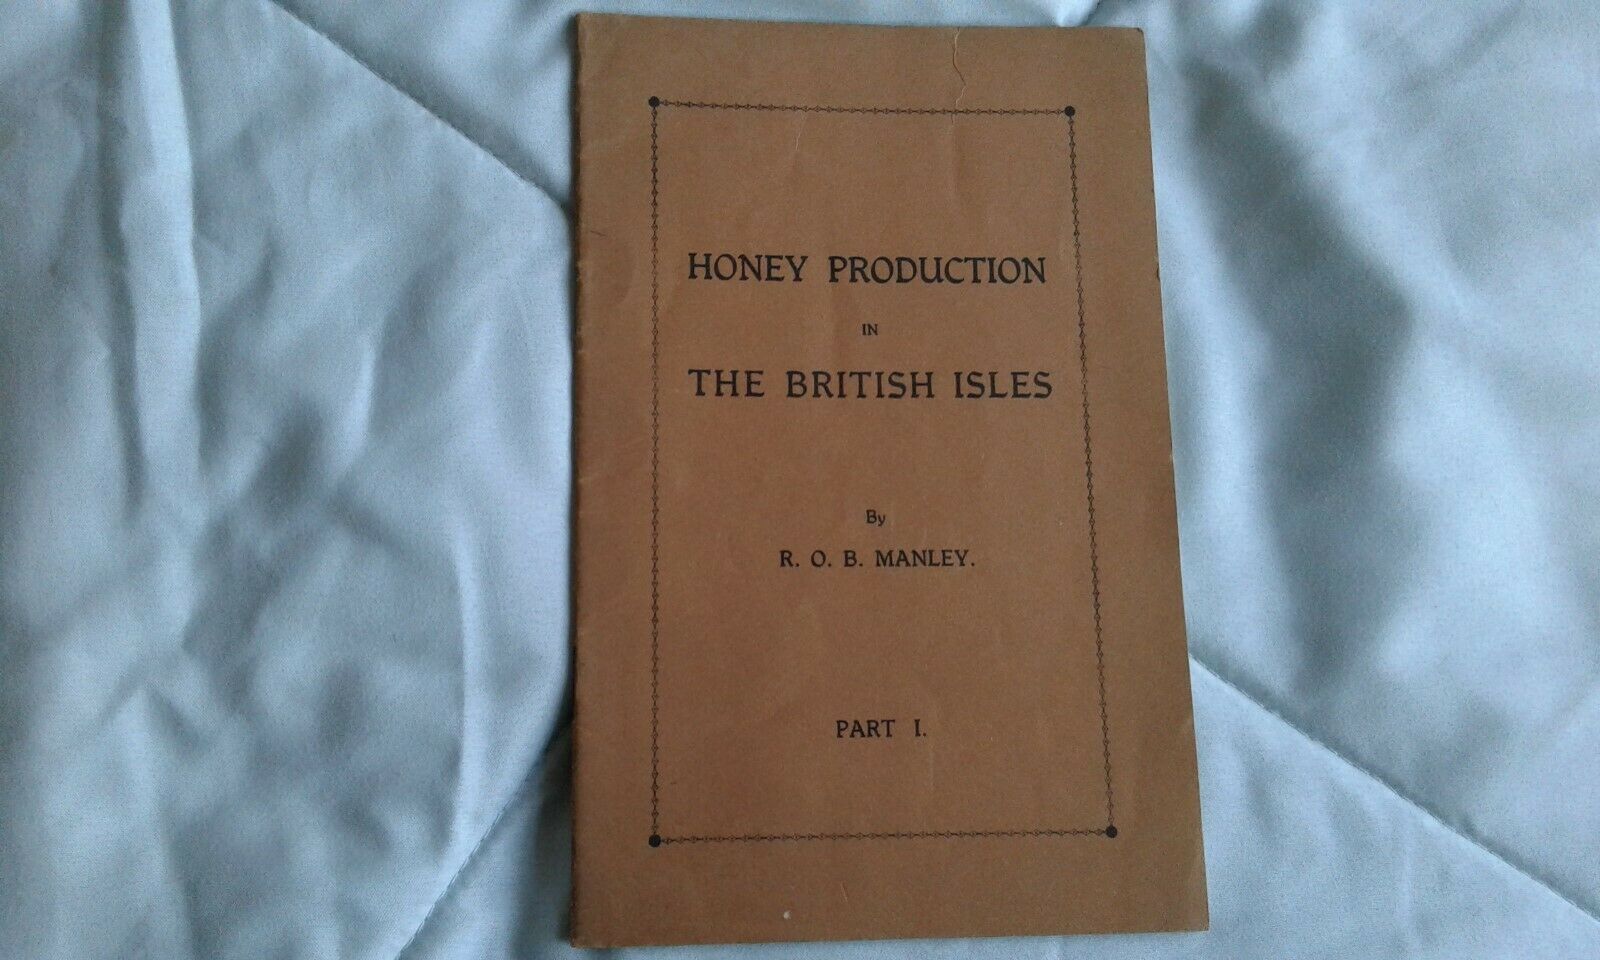 HONEY PRODUCTION
IN
THE BRITISH ISLES
By
R. O. B. MANLEY.
PART I.